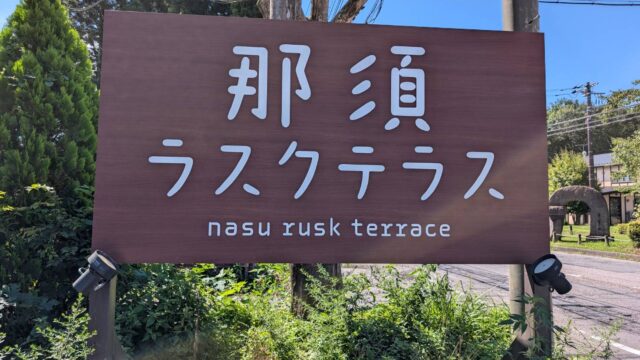 那須
ラスクテラス
nasu rusk terrace